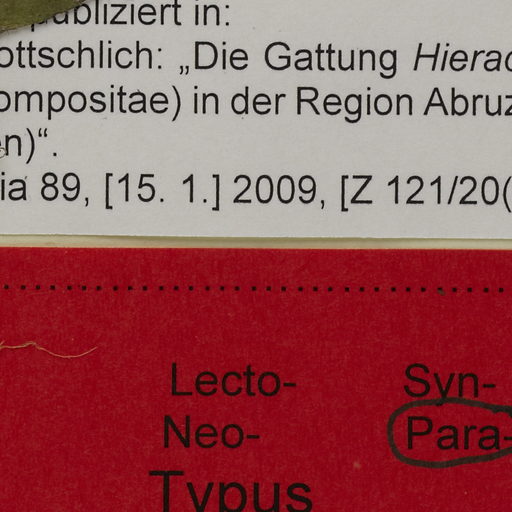 publiziert in:
ottschlich: „Die Gattung Hierac
ompositae) in der Region Abruz
en)“.
ia 89, [15. 1.] 2009, [Z 121/20(
Lecto- Syn-
Neo- Para-
Typus